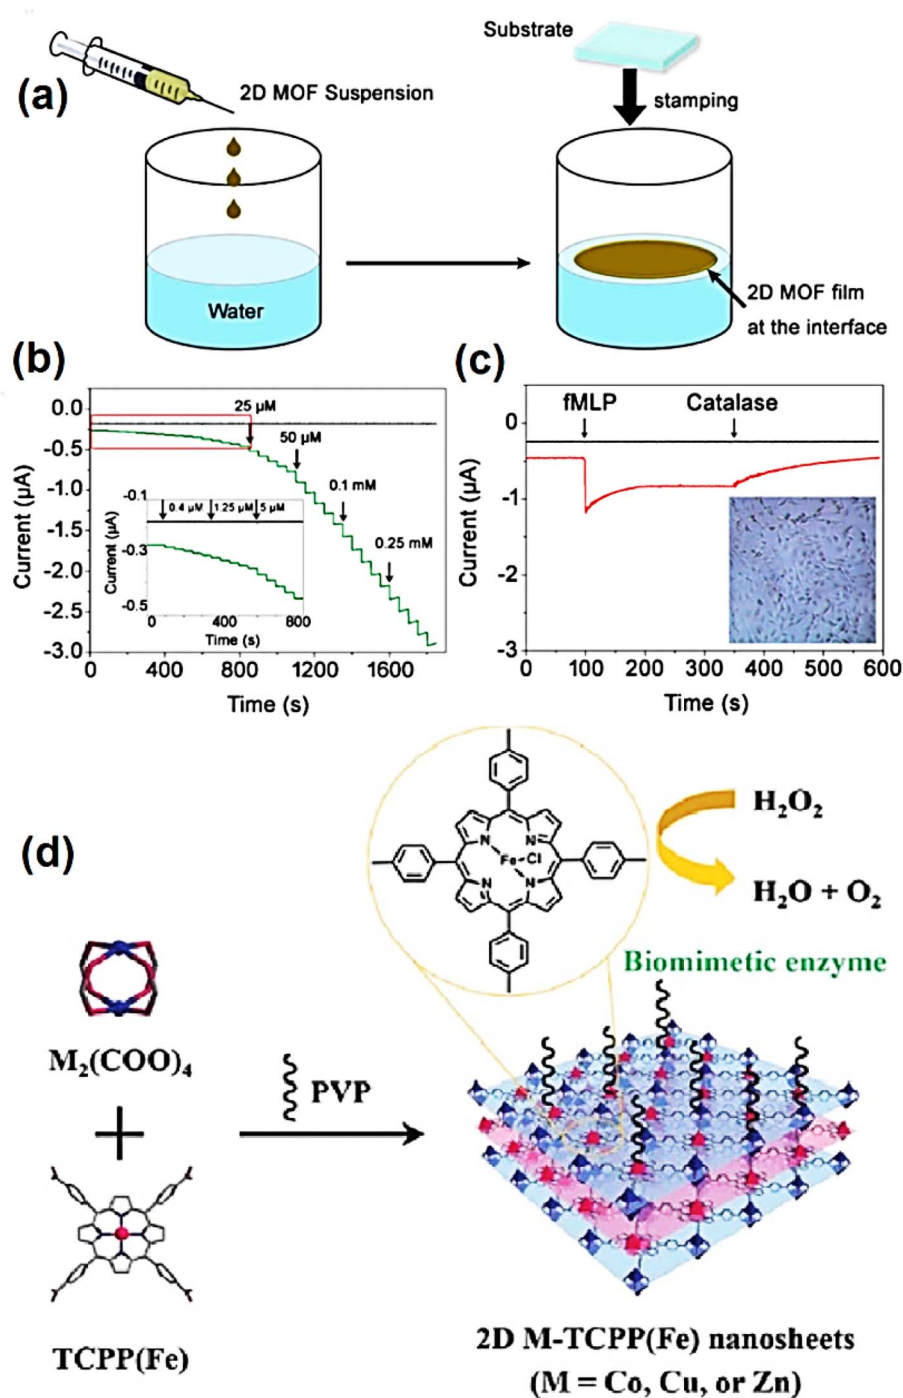 (a)
2D MOF Suspension
Water
Substrate
stamping
2D MOF film
at the interface
(b)
0.0
-0.5
-1.0
-1.5
-2.0
-2.5
-3.0
Current (μA)
25 μM
50 μM
0.1 mM
0.25 mM
-0.1
-0.3
-0.5
Current (μA)
0.4 μM
1.25 μM
5 μM
0 400 800
Time (s)
0 400 800 1200 1600
Time (s)
(c)
0
-1
-2
-3
Current (μA)
fMLP
Catalase
0 100 200 300 400 500 600
Time (s)
(d)
M₂(COO)₄
TCPP(Fe)
PVP
N
N
Fe
Cl
N
N
H₂O₂
H₂O + O₂
Biomimetic enzyme
2D M-TCPP(Fe) nanosheets
(M = Co, Cu, or Zn)